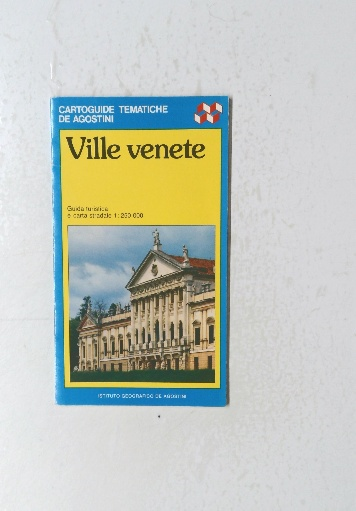 CARTOGUIDE TEMATICHE
DE AGOSTINI
Ville venete
Guida turistica
e carta stradale 1:250.000
ISTITUTO GEOGRAFICO DE AGOSTINI